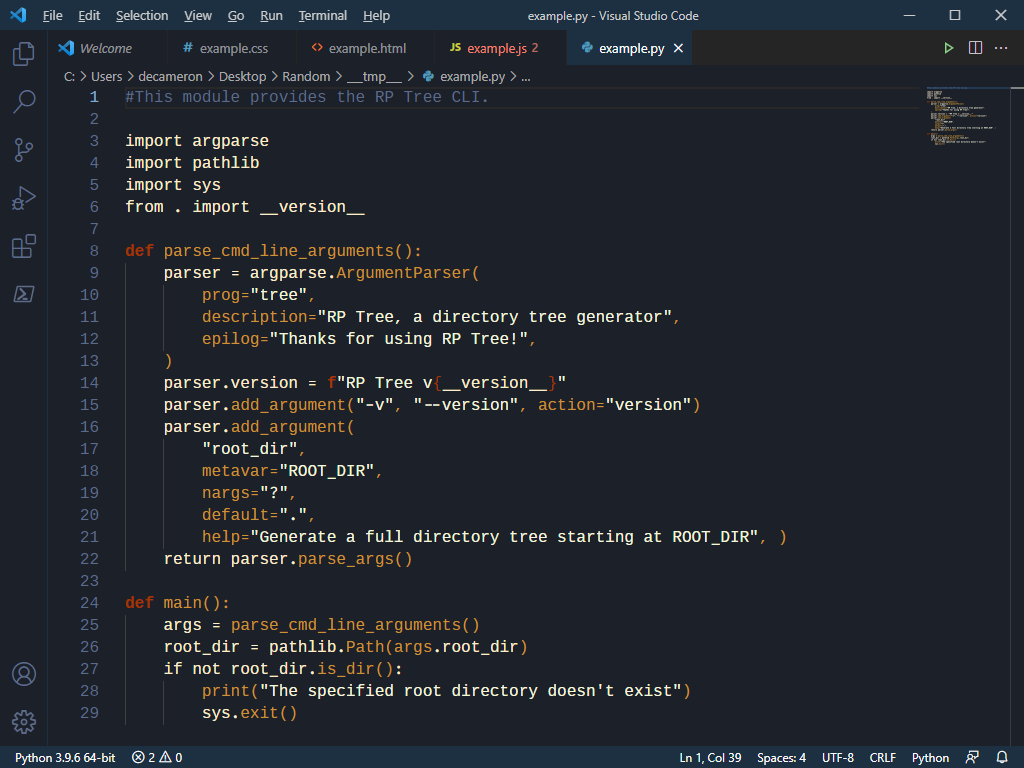 File Edit Selection View Go Run Terminal Help example.py - Visual Studio Code
Welcome # example.css <> example.html JS example.js 2 example.py
C: > Users > decameron > Desktop > Random > __tmp__ > example.py > ...
1 #This module provides the RP Tree CLI.
2
3 import argparse
4 import pathlib
5 import sys
6 from . import __version__
7
8 def parse_cmd_line_arguments():
9     parser = argparse.ArgumentParser(
10         prog="tree",
11         description="RP Tree, a directory tree generator",
12         epilog="Thanks for using RP Tree!",
13     )
14     parser.version = f"RP Tree v{__version__}"
15     parser.add_argument("-v", "--version", action="version")
16     parser.add_argument(
17         "root_dir",
18         metavar="ROOT_DIR",
19         nargs="?",
20         default=".",
21         help="Generate a full directory tree starting at ROOT_DIR", )
22     return parser.parse_args()
23
24 def main():
25     args = parse_cmd_line_arguments()
26     root_dir = pathlib.Path(args.root_dir)
27     if not root_dir.is_dir():
28         print("The specified root directory doesn't exist")
29         sys.exit()
Python 3.9.6 64-bit 2 0 Ln 1, Col 39 Spaces: 4 UTF-8 CRLF Python